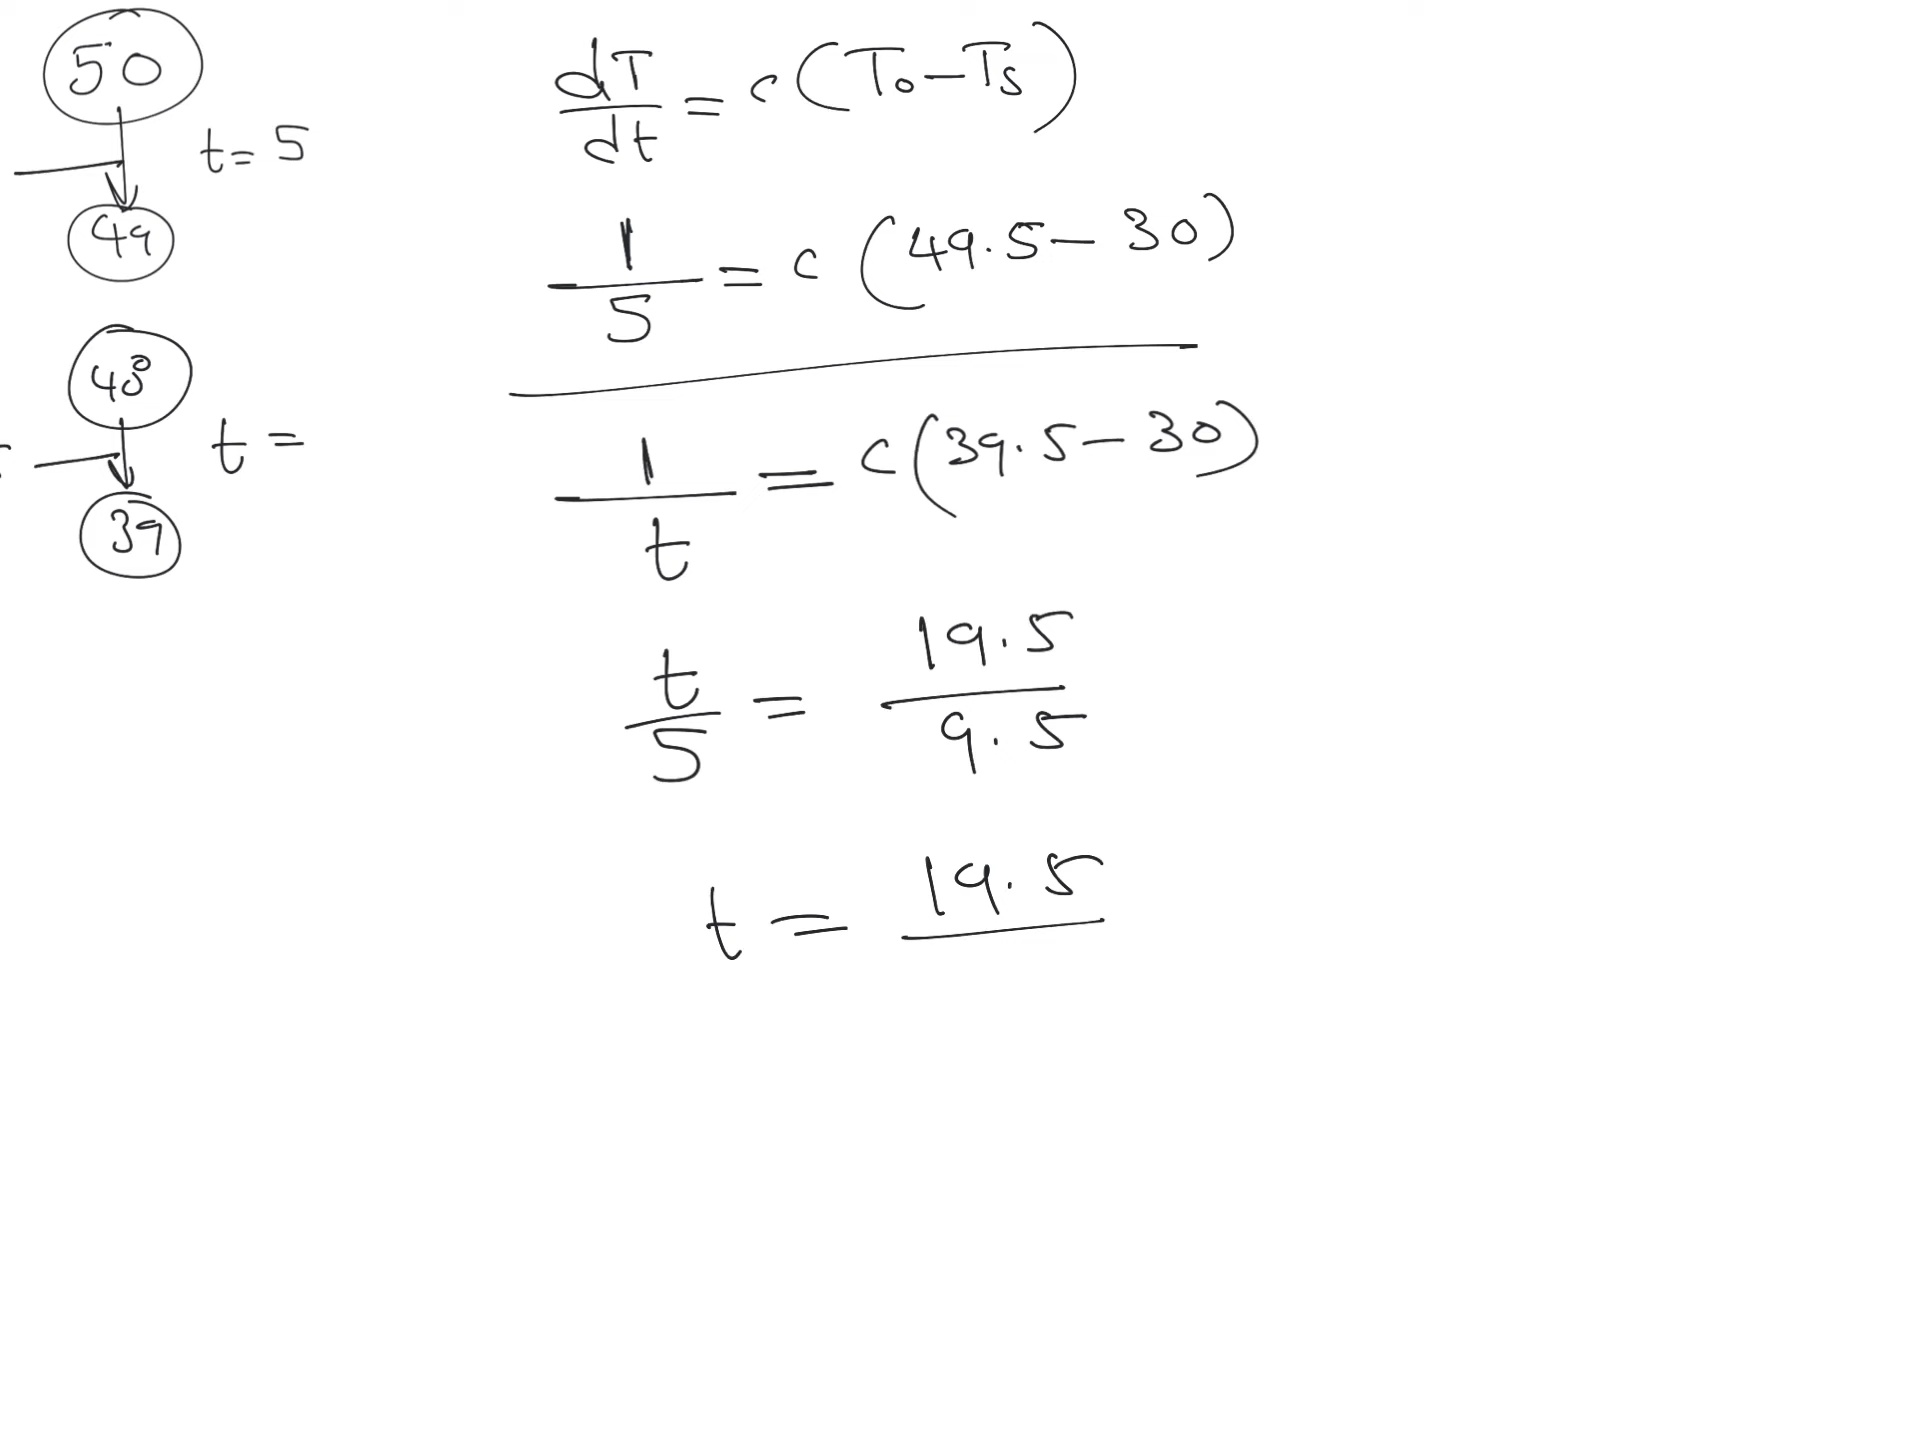 50
t = 5
49
40°
t =
39
dT/dt = c(To - Ts)
1/5 = c(49.5 - 30)
1/t = c(39.5 - 30)
t/5 = 19.5/9.5
t = 19.5/